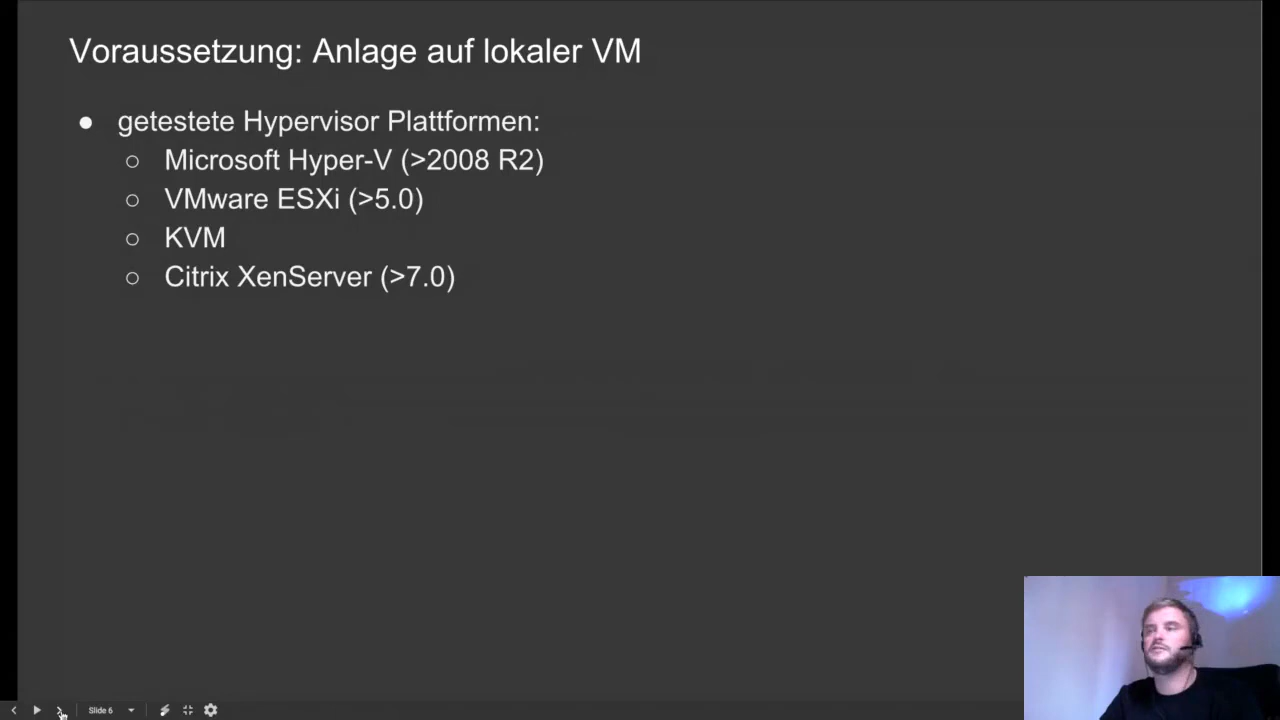 Voraussetzung: Anlage auf lokaler VM
● getestete Hypervisor Plattformen:
○ Microsoft Hyper-V (>2008 R2)
○ VMware ESXi (>5.0)
○ KVM
○ Citrix XenServer (>7.0)
Slide 6